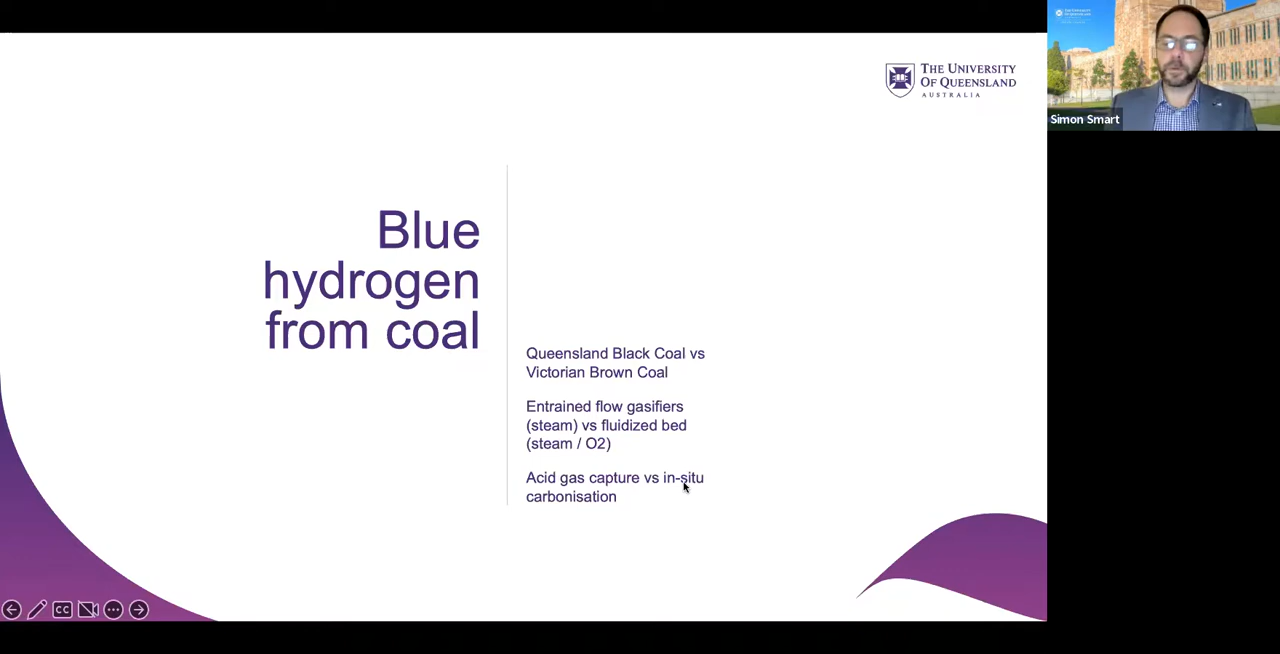 THE UNIVERSITY
OF QUEENSLAND
AUSTRALIA
Simon Smart
Blue
hydrogen
from coal
Queensland Black Coal vs
Victorian Brown Coal
Entrained flow gasifiers
(steam) vs fluidized bed
(steam / O2)
Acid gas capture vs in-situ
carbonisation
CC